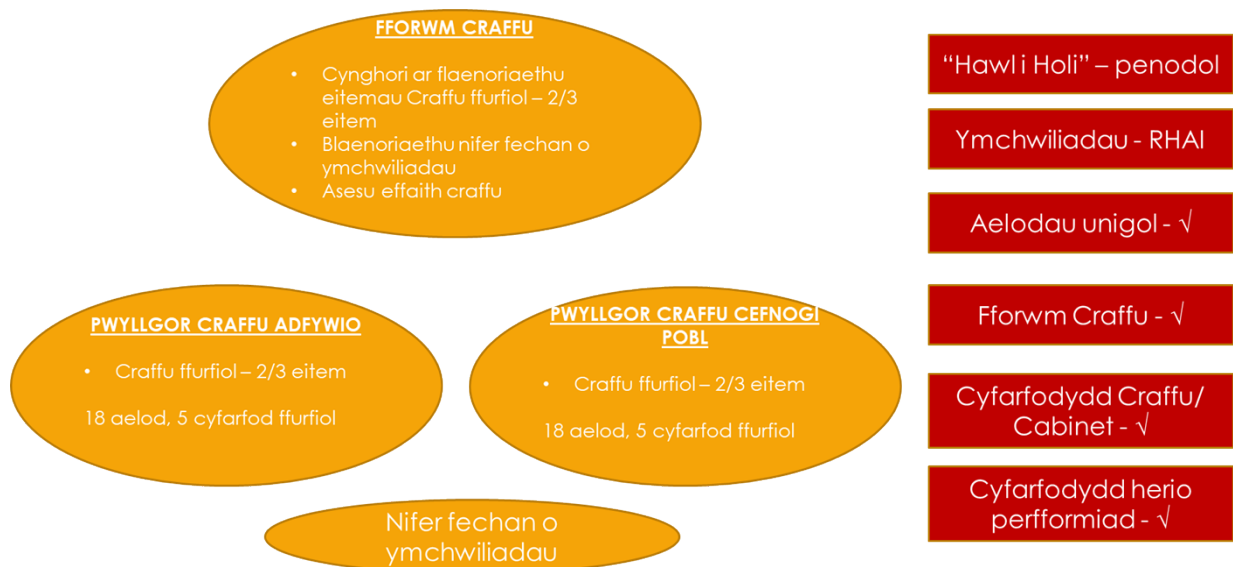 FFORWM CRAFFU
• Cynghori ar flaenoriaethu
eitemau Craffu ffurfiol – 2/3
eitem
• Blaenoriaethu nifer fechan o
ymchwiliadau
• Asesu effaith craffu
PWYLLGOR CRAFFU ADFYWIO
• Craffu ffurfiol – 2/3 eitem
18 aelod, 5 cyfarfod ffurfiol
PWYLLGOR CRAFFU CEFNOGI
POBL
• Craffu ffurfiol – 2/3 eitem
18 aelod, 5 cyfarfod ffurfiol
Nifer fechan o
ymchwiliadau
“Hawl i Holi” – penodol
Ymchwiliadau - RHAI
Aelodau unigol - √
Fforwm Craffu - √
Cyfarfodydd Craffu/
Cabinet - √
Cyfarfodydd herio
perfformiad - √